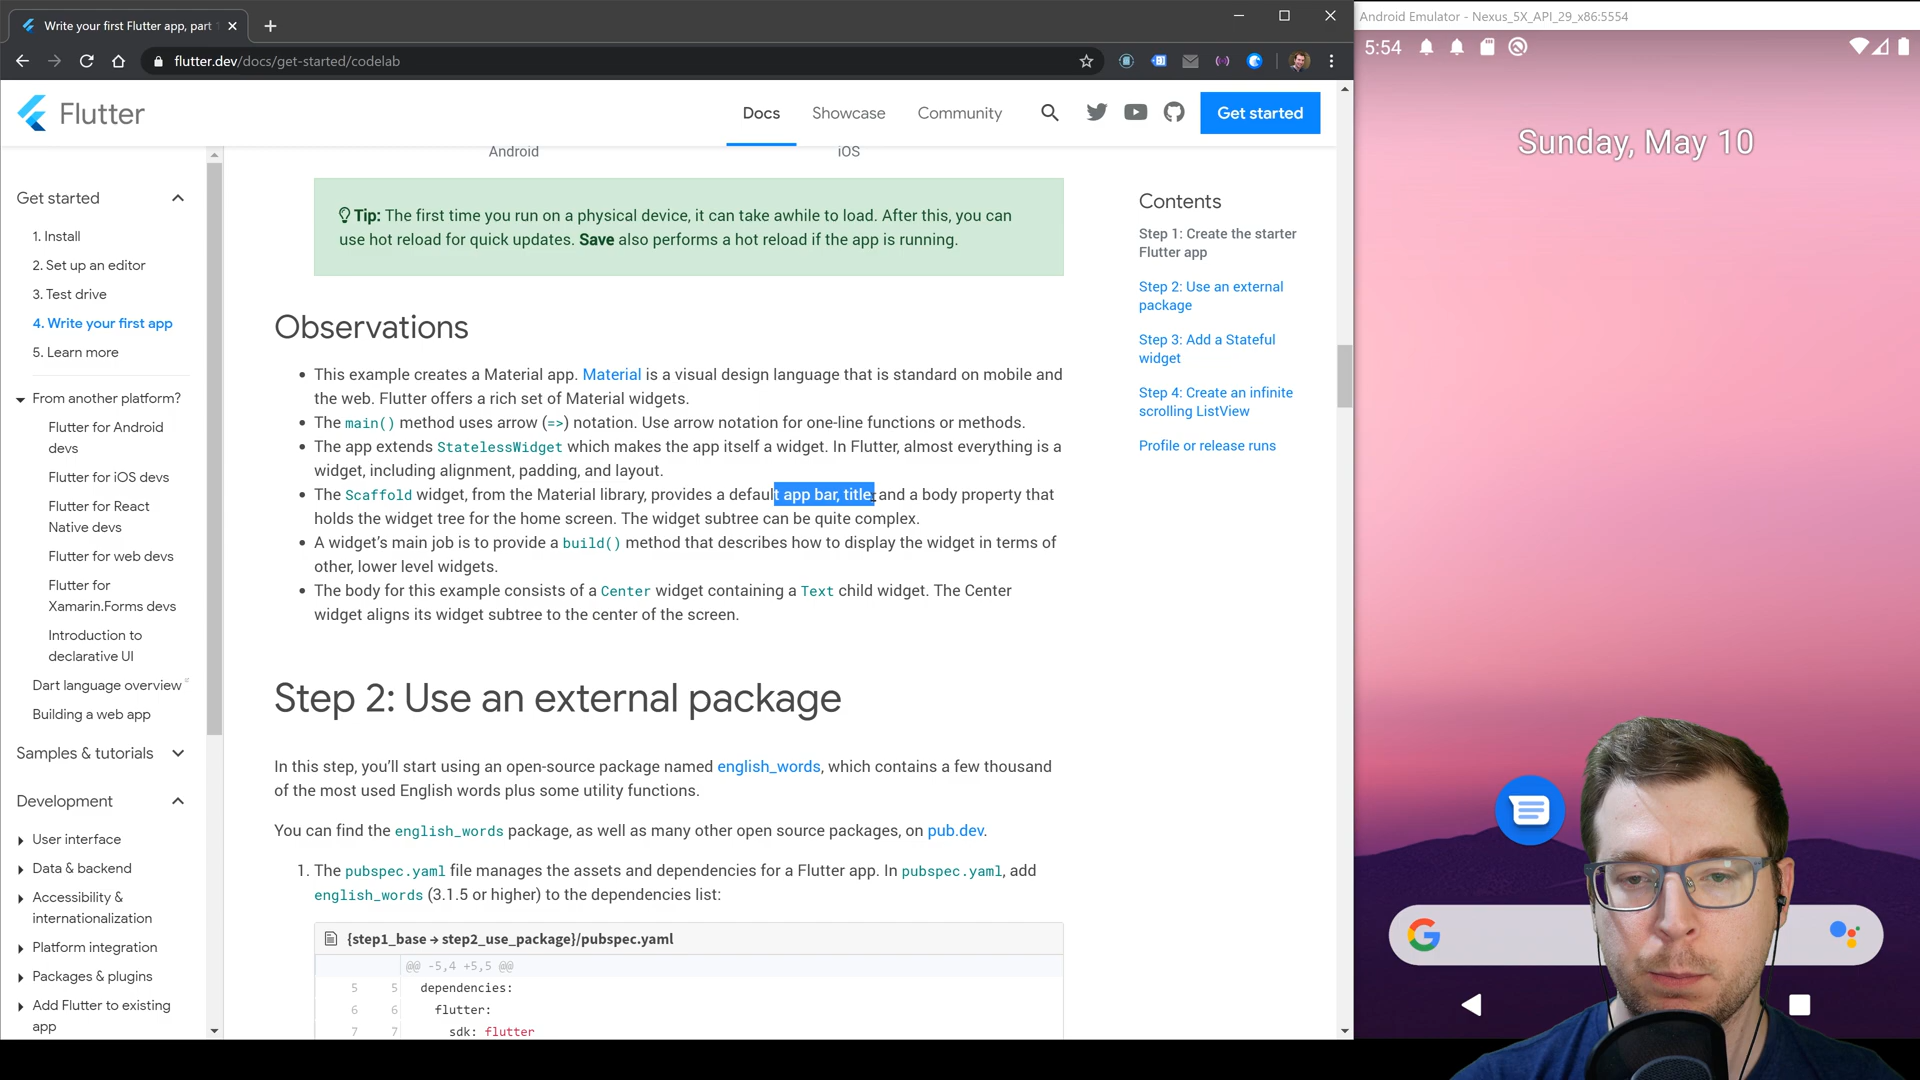 Write your first Flutter app, part
Android Emulator - Nexus_5X_API_29_x86:5554
5:54
flutter.dev/docs/get-started/codelab
Flutter
Docs
Showcase
Community
Get started
Sunday, May 10
Get started
1. Install
2. Set up an editor
3. Test drive
4. Write your first app
5. Learn more
From another platform?
Flutter for Android
devs
Flutter for iOS devs
Flutter for React
Native devs
Flutter for web devs
Flutter for
Xamarin.Forms devs
Introduction to
declarative UI
Dart language overview
Building a web app
Samples & tutorials
Development
User interface
Data & backend
Accessibility &
internationalization
Platform integration
Packages & plugins
Add Flutter to existing
app
Android
iOS
Tip: The first time you run on a physical device, it can take awhile to load. After this, you can
use hot reload for quick updates. Save also performs a hot reload if the app is running.
Observations
• This example creates a Material app. Material is a visual design language that is standard on mobile and
the web. Flutter offers a rich set of Material widgets.
• The main() method uses arrow (=>) notation. Use arrow notation for one-line functions or methods.
• The app extends StatelessWidget which makes the app itself a widget. In Flutter, almost everything is a
widget, including alignment, padding, and layout.
• The Scaffold widget, from the Material library, provides a default app bar, title, and a body property that
holds the widget tree for the home screen. The widget subtree can be quite complex.
• A widget's main job is to provide a build() method that describes how to display the widget in terms of
other, lower level widgets.
• The body for this example consists of a Center widget containing a Text child widget. The Center
widget aligns its widget subtree to the center of the screen.
Step 2: Use an external package
In this step, you'll start using an open-source package named english_words, which contains a few thousand
of the most used English words plus some utility functions.
You can find the english_words package, as well as many other open source packages, on pub.dev.
1. The pubspec.yaml file manages the assets and dependencies for a Flutter app. In pubspec.yaml, add
english_words (3.1.5 or higher) to the dependencies list:
{step1_base → step2_use_package}/pubspec.yaml
@@ -5,4 +5,5 @@
5 5 dependencies:
6 6 flutter:
7 7 sdk: flutter
Contents
Step 1: Create the starter
Flutter app
Step 2: Use an external
package
Step 3: Add a Stateful
widget
Step 4: Create an infinite
scrolling ListView
Profile or release runs